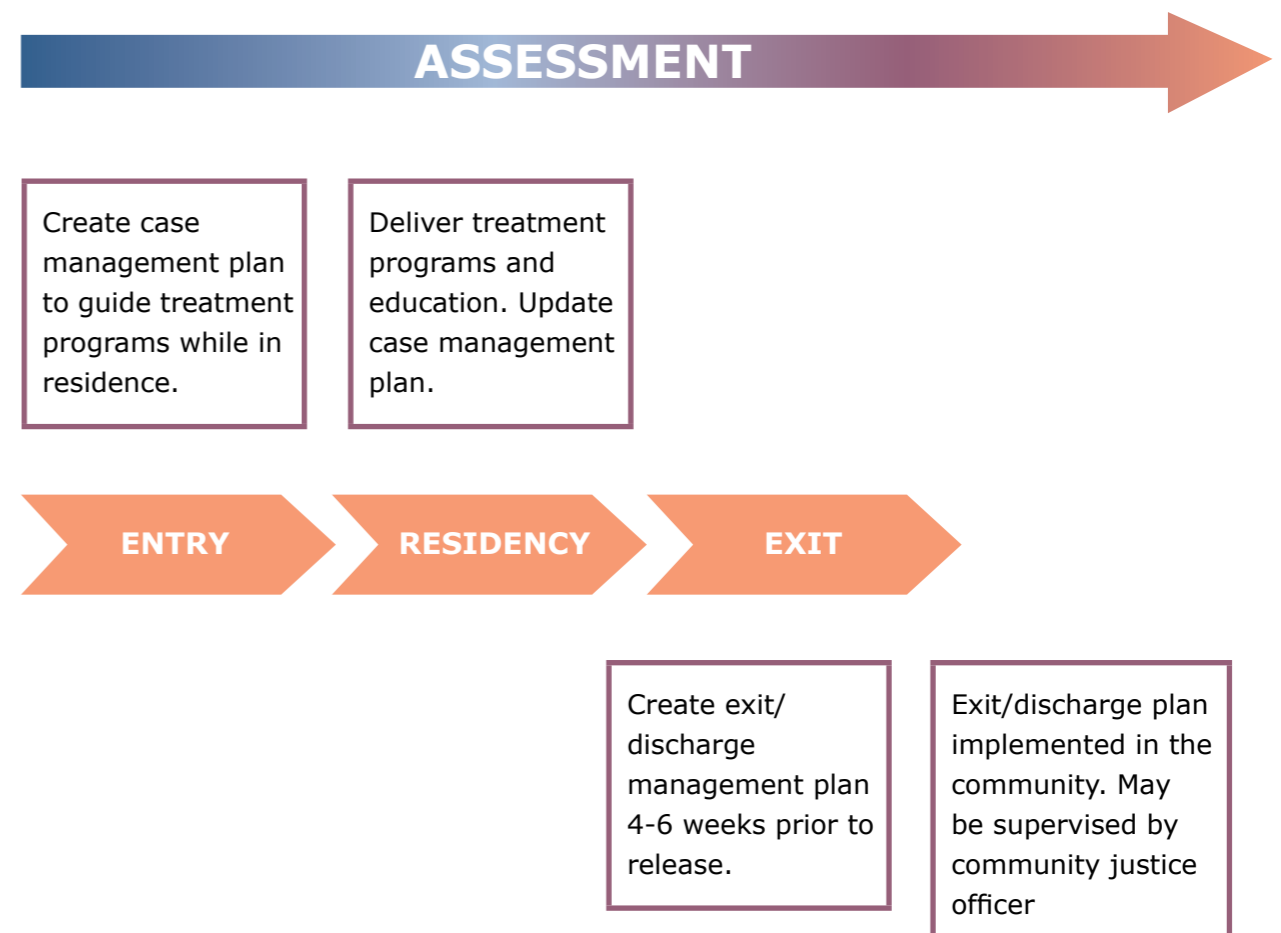 ASSESSMENT
Create case
management plan
to guide treatment
programs while in
residence.
Deliver treatment
programs and
education. Update
case management
plan.
ENTRY
RESIDENCY
EXIT
Create exit/
discharge
management plan
4-6 weeks prior to
release.
Exit/discharge plan
implemented in the
community. May
be supervised by
community justice
officer